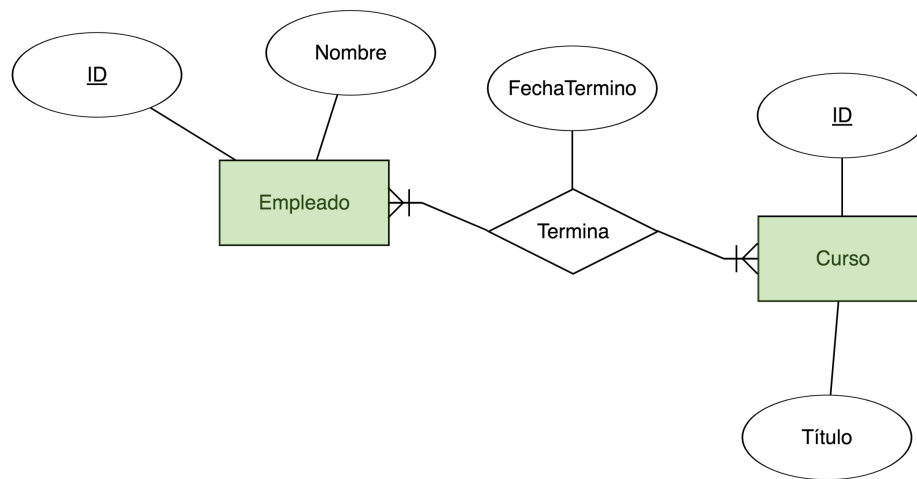 Nombre
ID
FechaTermino
ID
Empleado
Termina
Curso
Título